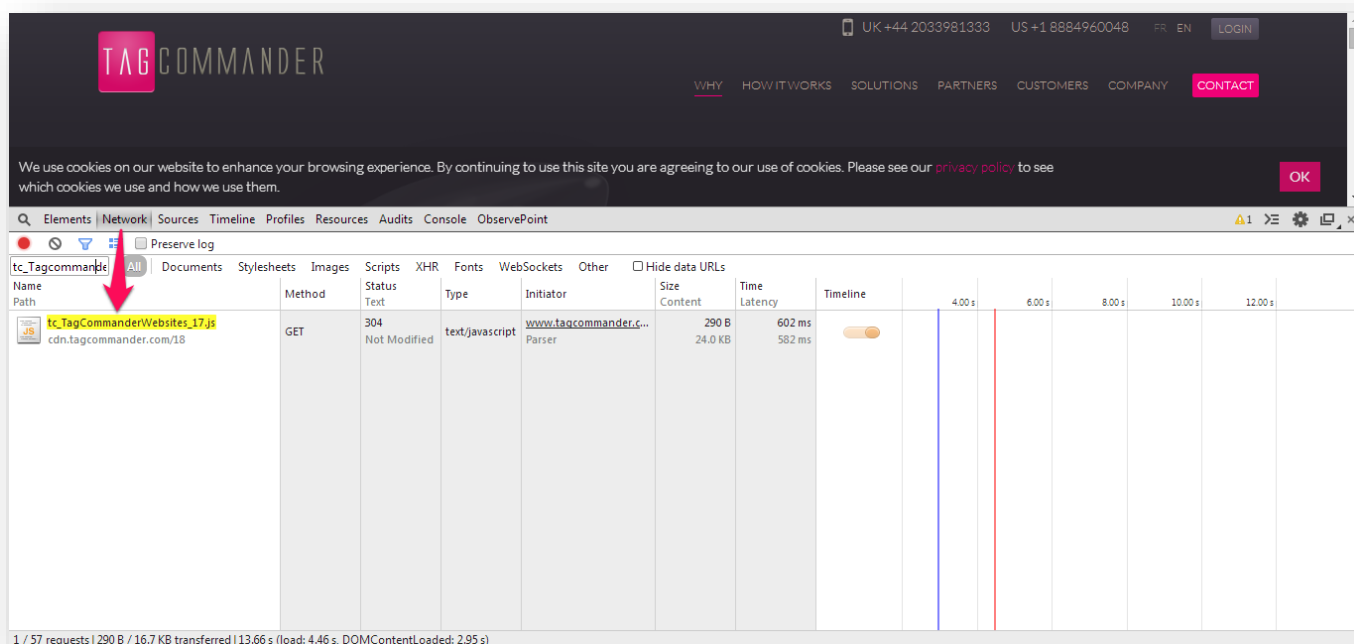 UK +44 2033981333 US +1 8884960048 FR EN LOGIN
TAG COMMANDER
WHY HOW IT WORKS SOLUTIONS PARTNERS CUSTOMERS COMPANY CONTACT
We use cookies on our website to enhance your browsing experience. By continuing to use this site you are agreeing to our use of cookies. Please see our privacy policy to see
which cookies we use and how we use them.
OK
Elements Network Sources Timeline Profiles Resources Audits Console ObservePoint 1
Preserve log
tc_Tagcommande All Documents Stylesheets Images Scripts XHR Fonts WebSockets Other Hide data URLs
Name Method Status Type Initiator Size Time Timeline
Path Text Content Latency
4.00 s 6.00 s 8.00 s 10.00 s 12.00 s
tc_TagCommanderWebsites_17.js GET 304 text/javascript www.tagcommander.c... 290 B 602 ms
cdn.tagcommander.com/18 Not Modified Parser 24.0 KB 582 ms
JS
1 / 57 requests | 290 B / 16.7 KB transferred | 13.66 s (load: 4.46 s, DOMContentLoaded: 2.95 s)